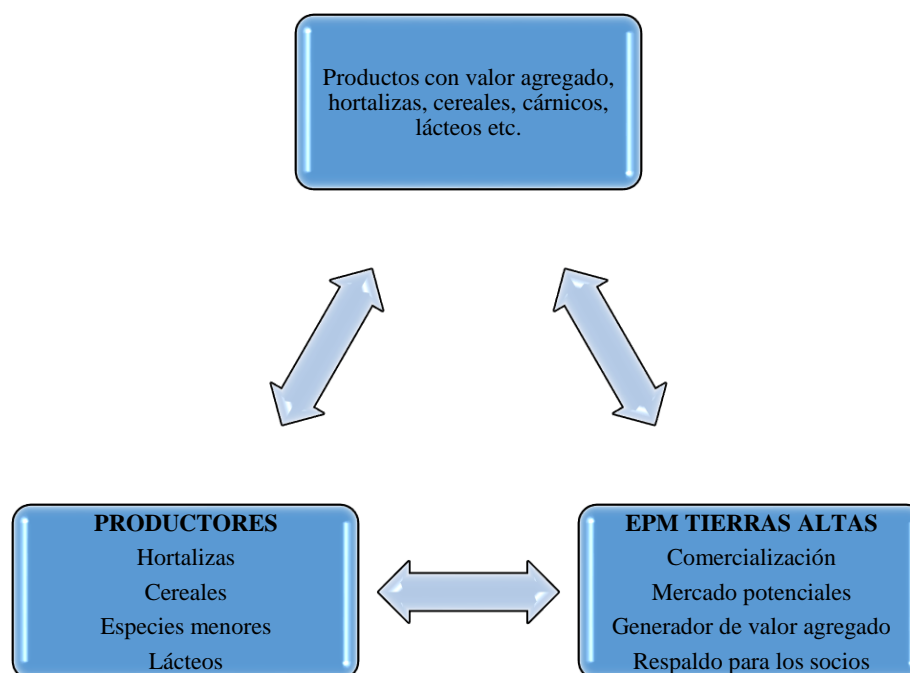 Productos con valor agregado,
hortalizas, cereales, cárnicos,
lácteos etc.
PRODUCTORES
Hortalizas
Cereales
Especies menores
Lácteos
EPM TIERRAS ALTAS
Comercialización
Mercado potenciales
Generador de valor agregado
Respaldo para los socios